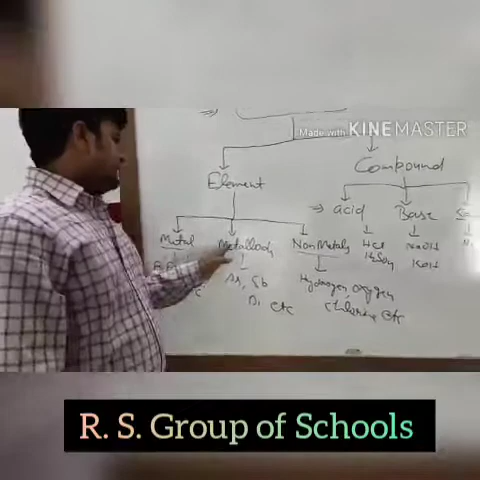 Made with KINEMASTER
Compound
Element
acid Base
Metal Metalloids Non Metals HCl NaOH
H₂SO₄ KOH
As, Sb Hydrogen, oxygen
Bi etc Chlorine etc
R. S. Group of Schools